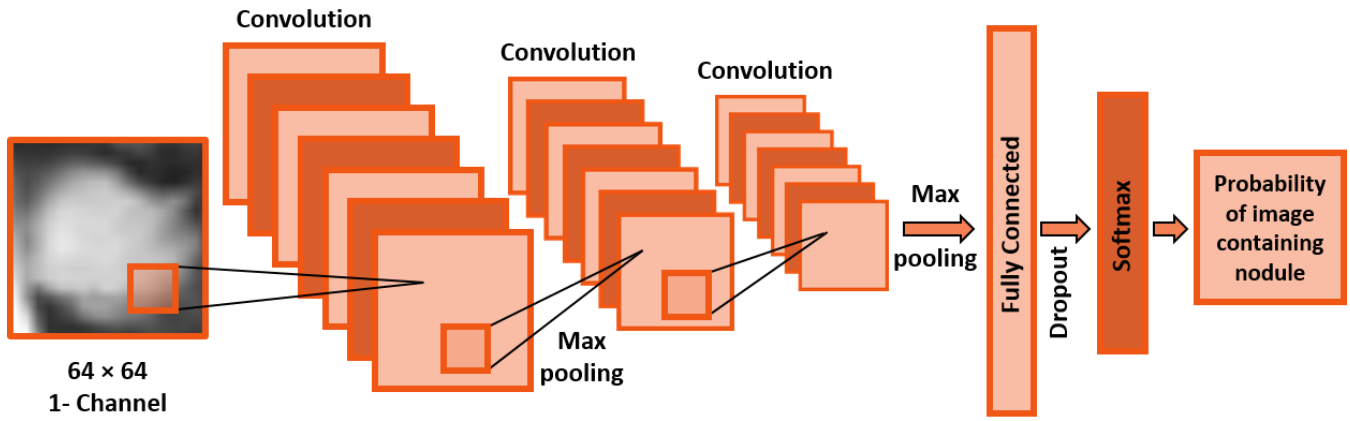 Convolution
Convolution
Convolution
64 × 64
1- Channel
Max
pooling
Max
pooling
Fully Connected
Dropout
Softmax
Probability
of image
containing
nodule